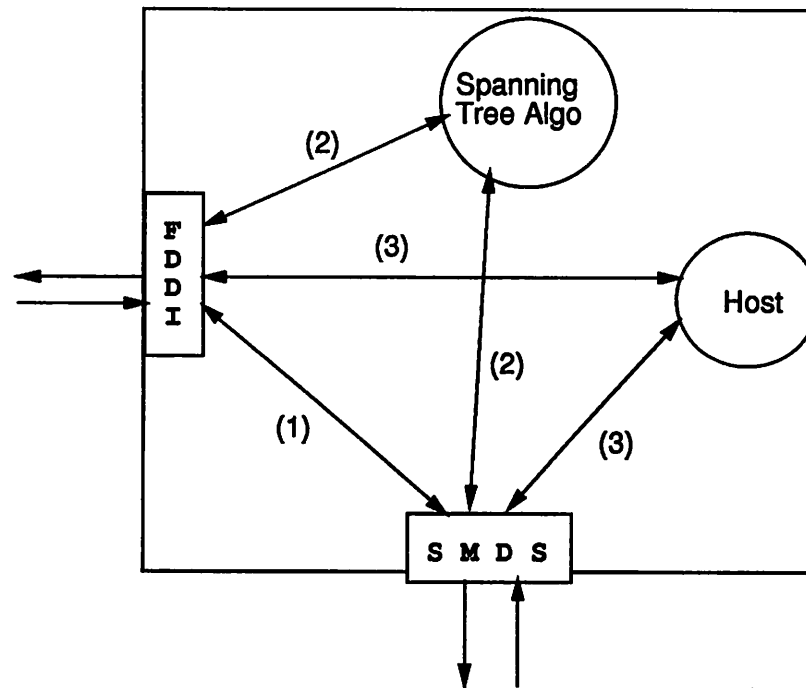 Spanning
Tree Algo
(2)
F
D
D
I
(3)
Host
(2)
(1)
(3)
S M D S